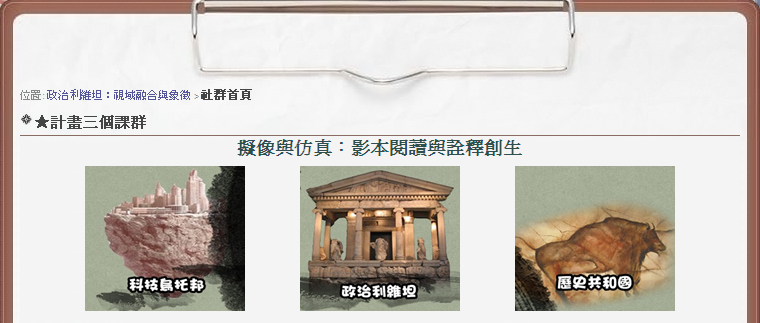 位置: 政治利維坦：視域融合與象徵 > 社群首頁
★計畫三個課群
擬像與仿真：影本閱讀與詮釋創生
科技烏托邦
政治利維坦
歷史共和國